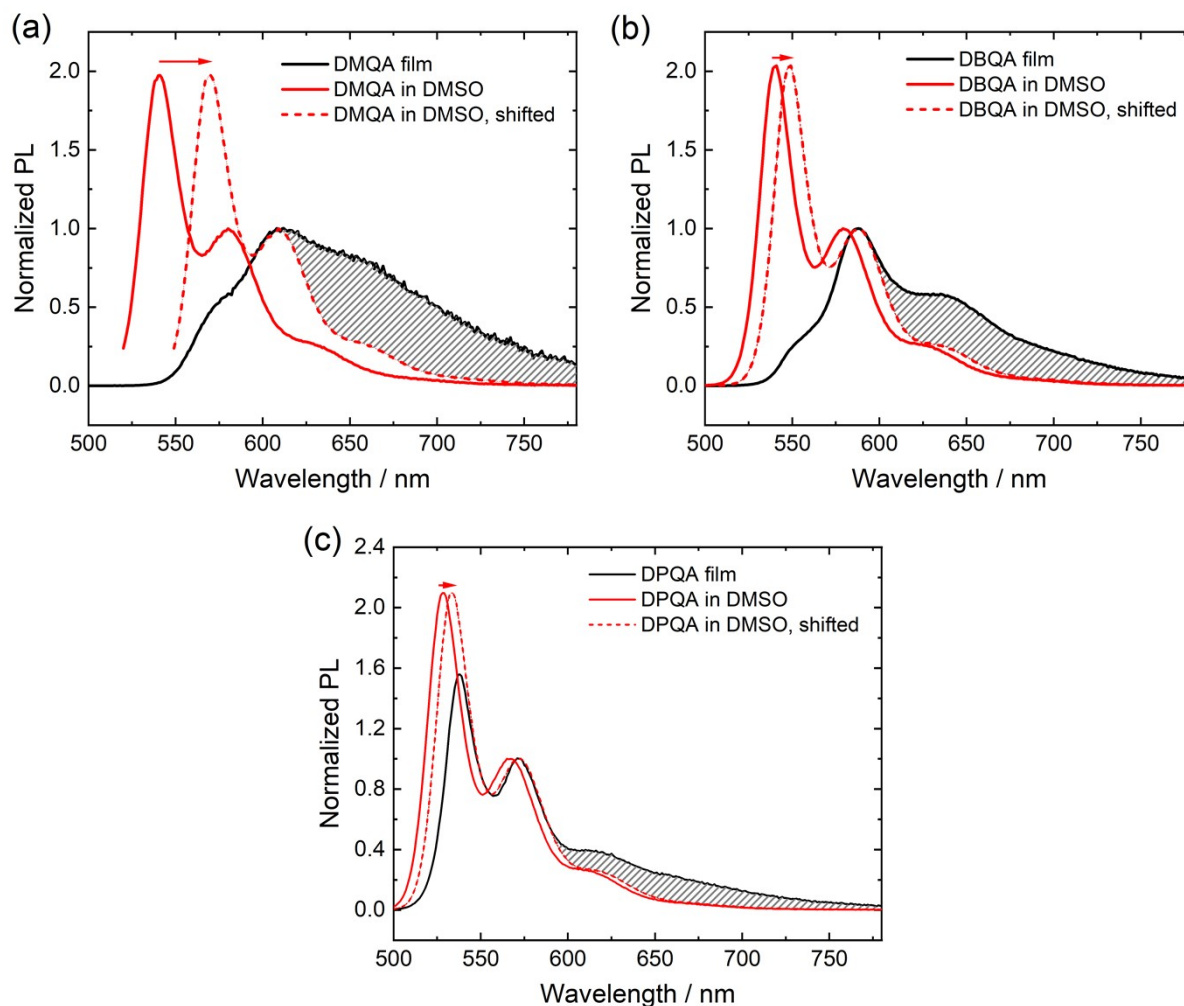 (a)
DMQA film
DMQA in DMSO
DMQA in DMSO, shifted
Normalized PL
2.0
1.5
1.0
0.5
0.0
500 550 600 650 700 750
Wavelength / nm
(b)
DBQA film
DBQA in DMSO
DBQA in DMSO, shifted
Normalized PL
2.0
1.5
1.0
0.5
0.0
500 550 600 650 700 750
Wavelength / nm
(c)
DPQA film
DPQA in DMSO
DPQA in DMSO, shifted
Normalized PL
2.4
2.0
1.6
1.2
0.8
0.4
0.0
500 550 600 650 700 750
Wavelength / nm